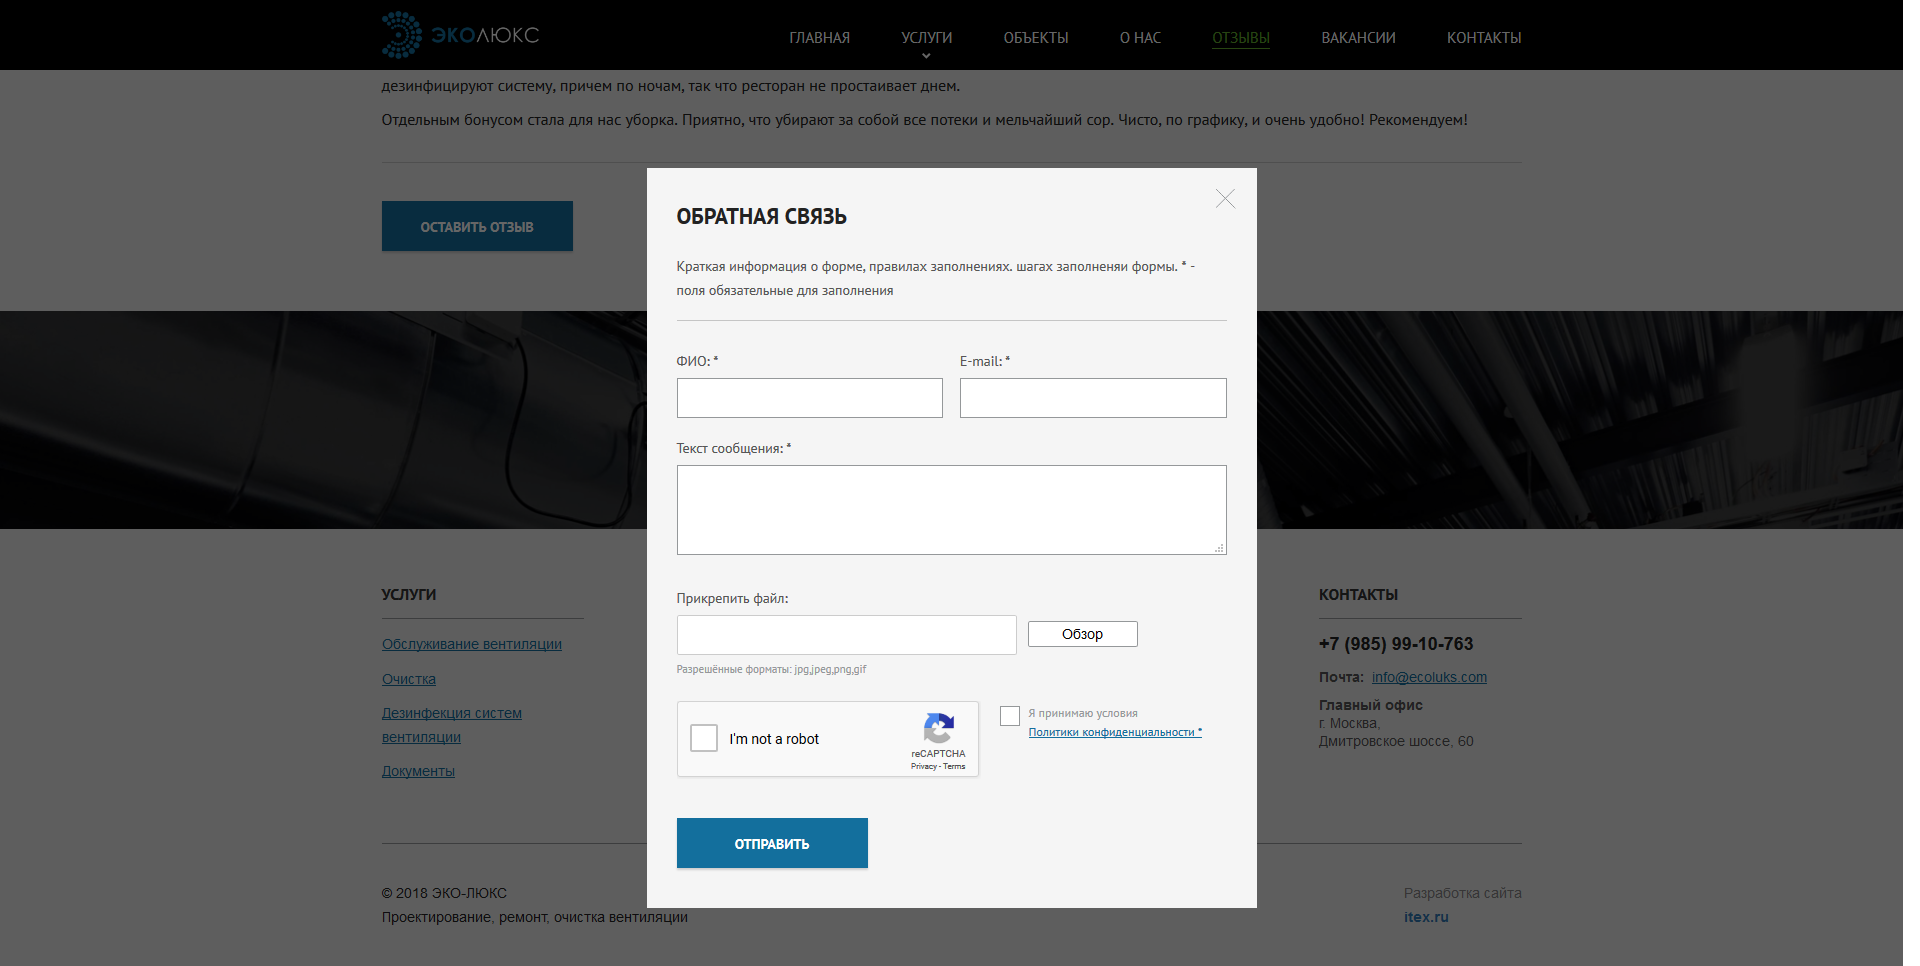 ЭКОЛЮКС
ГЛАВНАЯ
УСЛУГИ
ОБЪЕКТЫ
О НАС
ОТЗЫВЫ
ВАКАНСИИ
КОНТАКТЫ
дезинфицируют систему, причем по ночам, так что ресторан не простаивает днем.
Отдельным бонусом стала для нас уборка. Приятно, что убирают за собой все потеки и мельчайший сор. Чисто, по графику, и очень удобно! Рекомендуем!
ОСТАВИТЬ ОТЗЫВ
ОБРАТНАЯ СВЯЗЬ
Краткая информация о форме, правилах заполнениях. шагах заполненяи формы. * -
поля обязательные для заполнения
ФИО: *
E-mail: *
Текст сообщения: *
Прикрепить файл:
Обзор
Разрешённые форматы: jpg,jpeg,png,gif
I'm not a robot
reCAPTCHA
Privacy - Terms
Я принимаю условия
Политики конфиденциальности *
ОТПРАВИТЬ
УСЛУГИ
Обслуживание вентиляции
Очистка
Дезинфекция систем
вентиляции
Документы
КОНТАКТЫ
+7 (985) 99-10-763
Почта: info@ecoluks.com
Главный офис
г. Москва,
Дмитровское шоссе, 60
© 2018 ЭКО-ЛЮКС
Проектирование, ремонт, очистка вентиляции
Разработка сайта
itex.ru